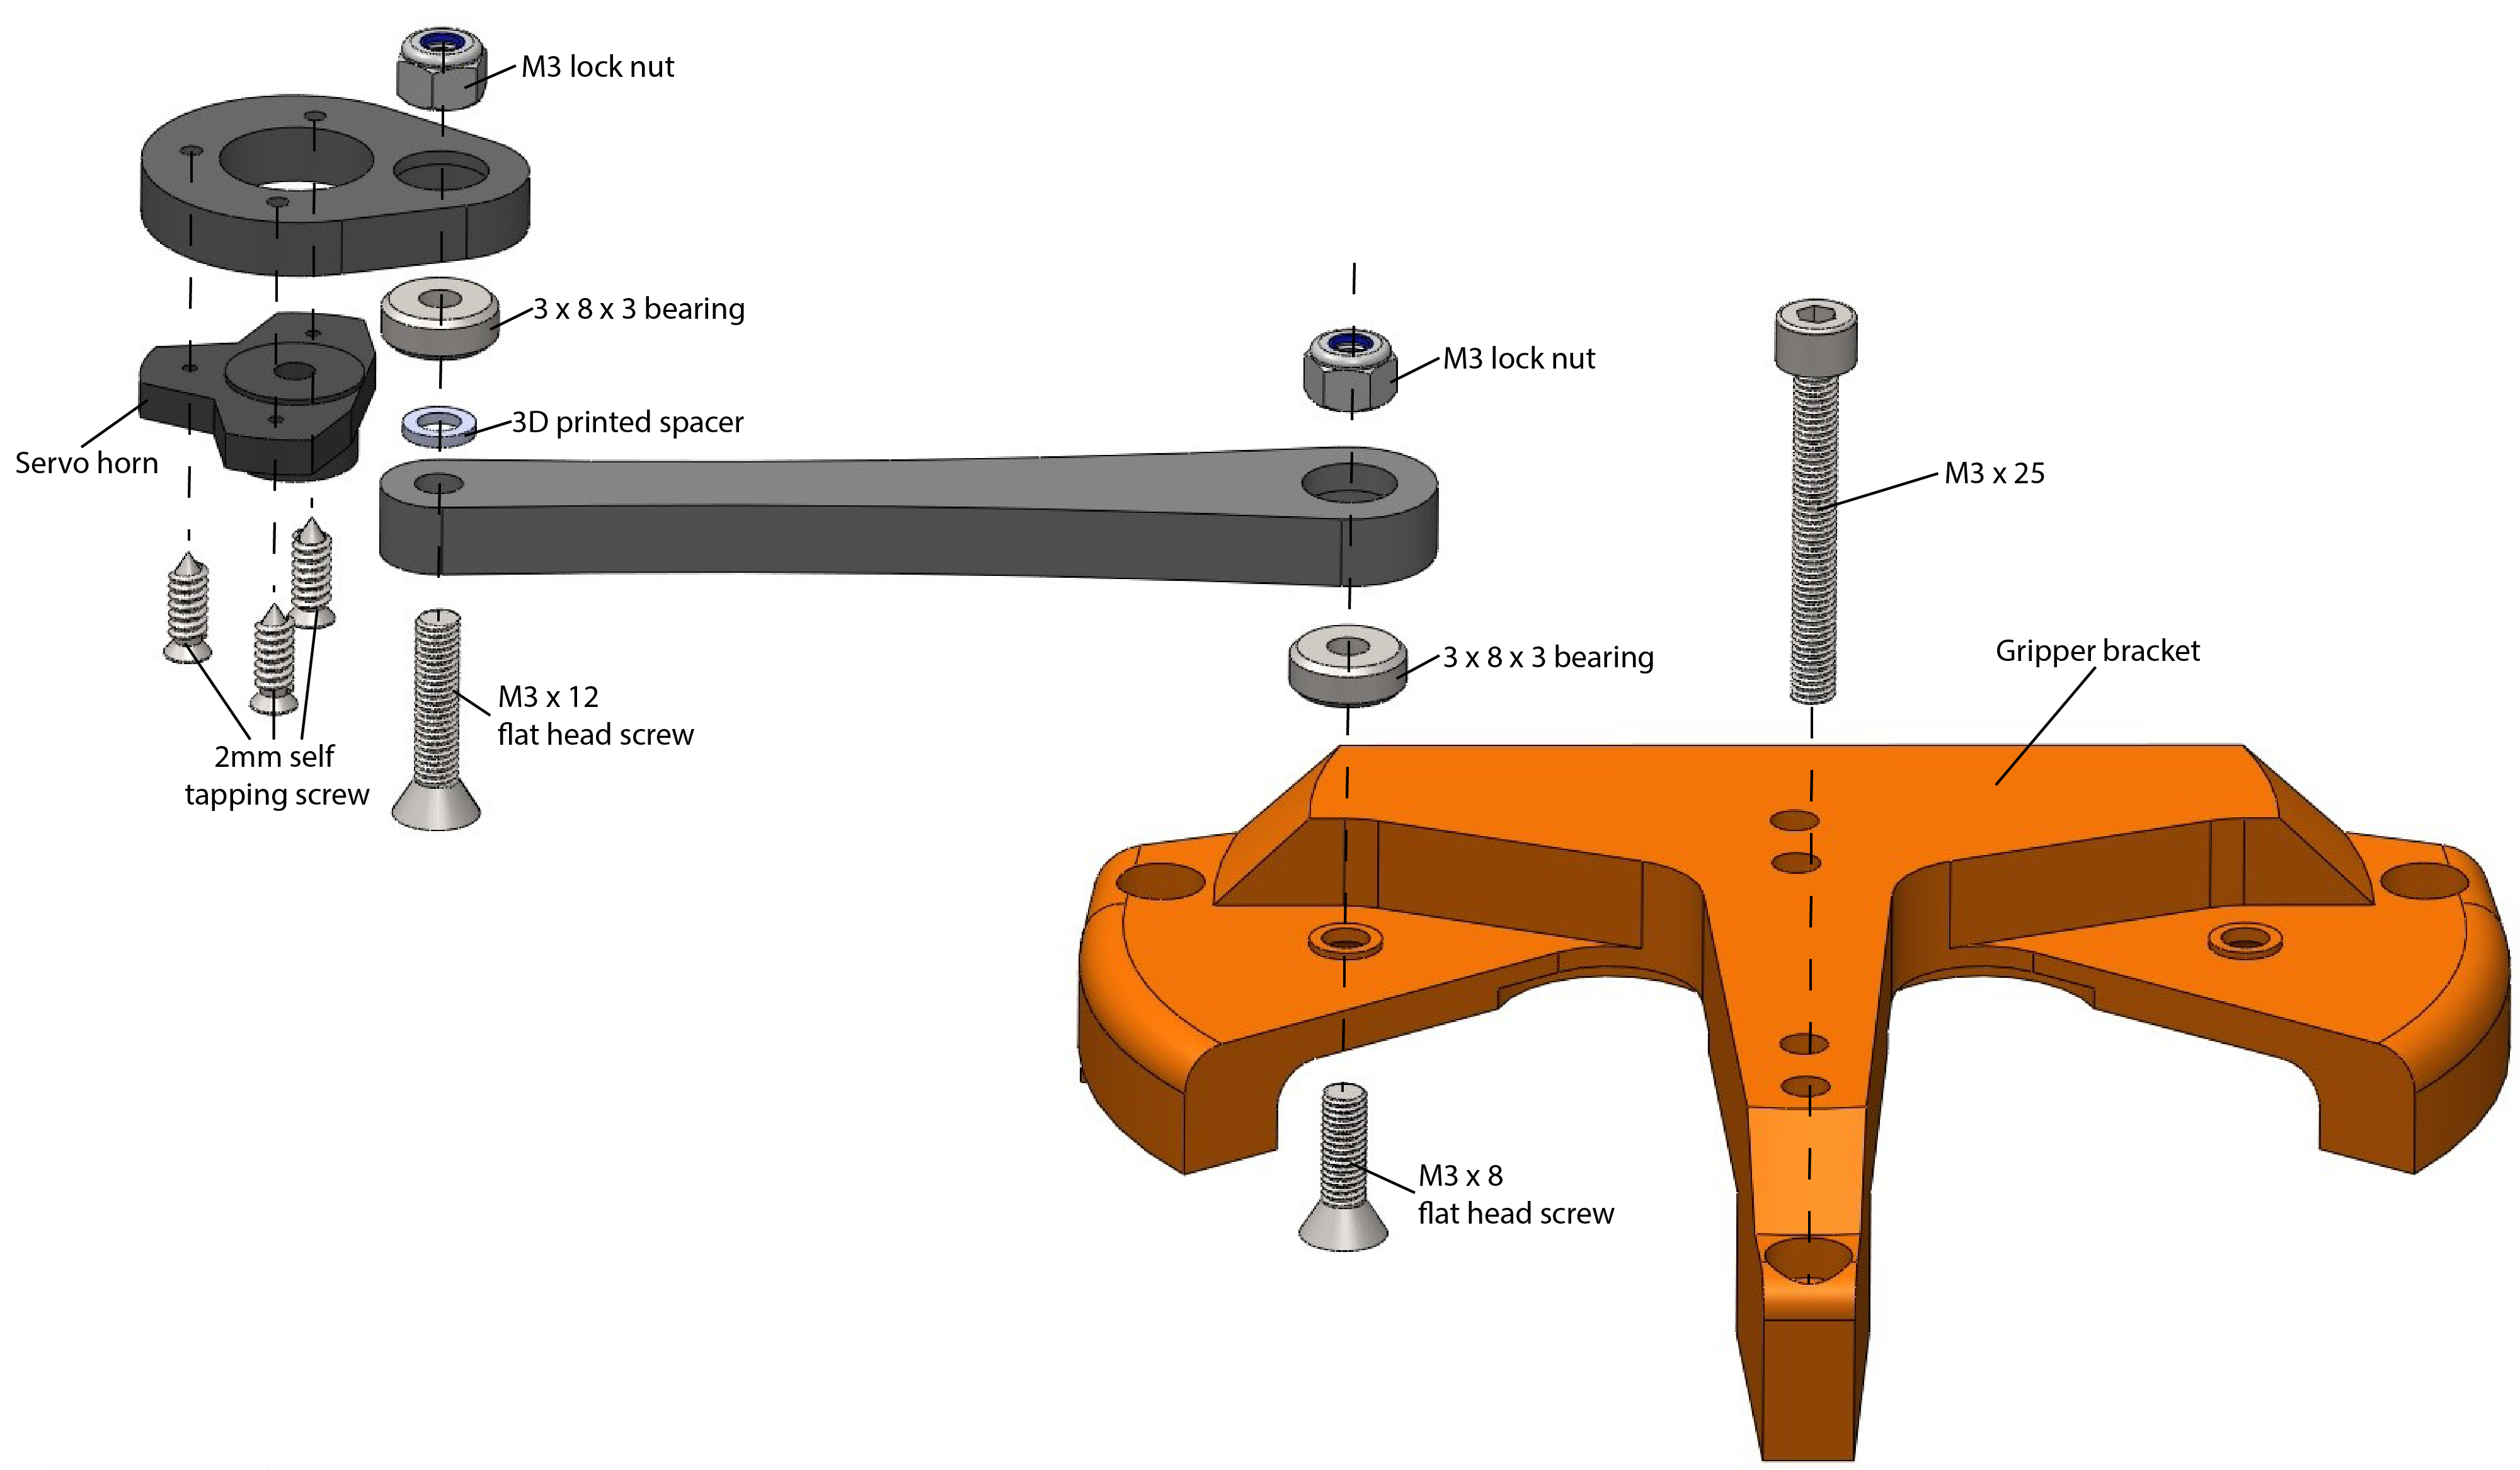 M3 lock nut
3 x 8 x 3 bearing
3D printed spacer
Servo horn
2mm self
tapping screw
M3 x 12
flat head screw
M3 lock nut
3 x 8 x 3 bearing
M3 x 25
Gripper bracket
M3 x 8
flat head screw